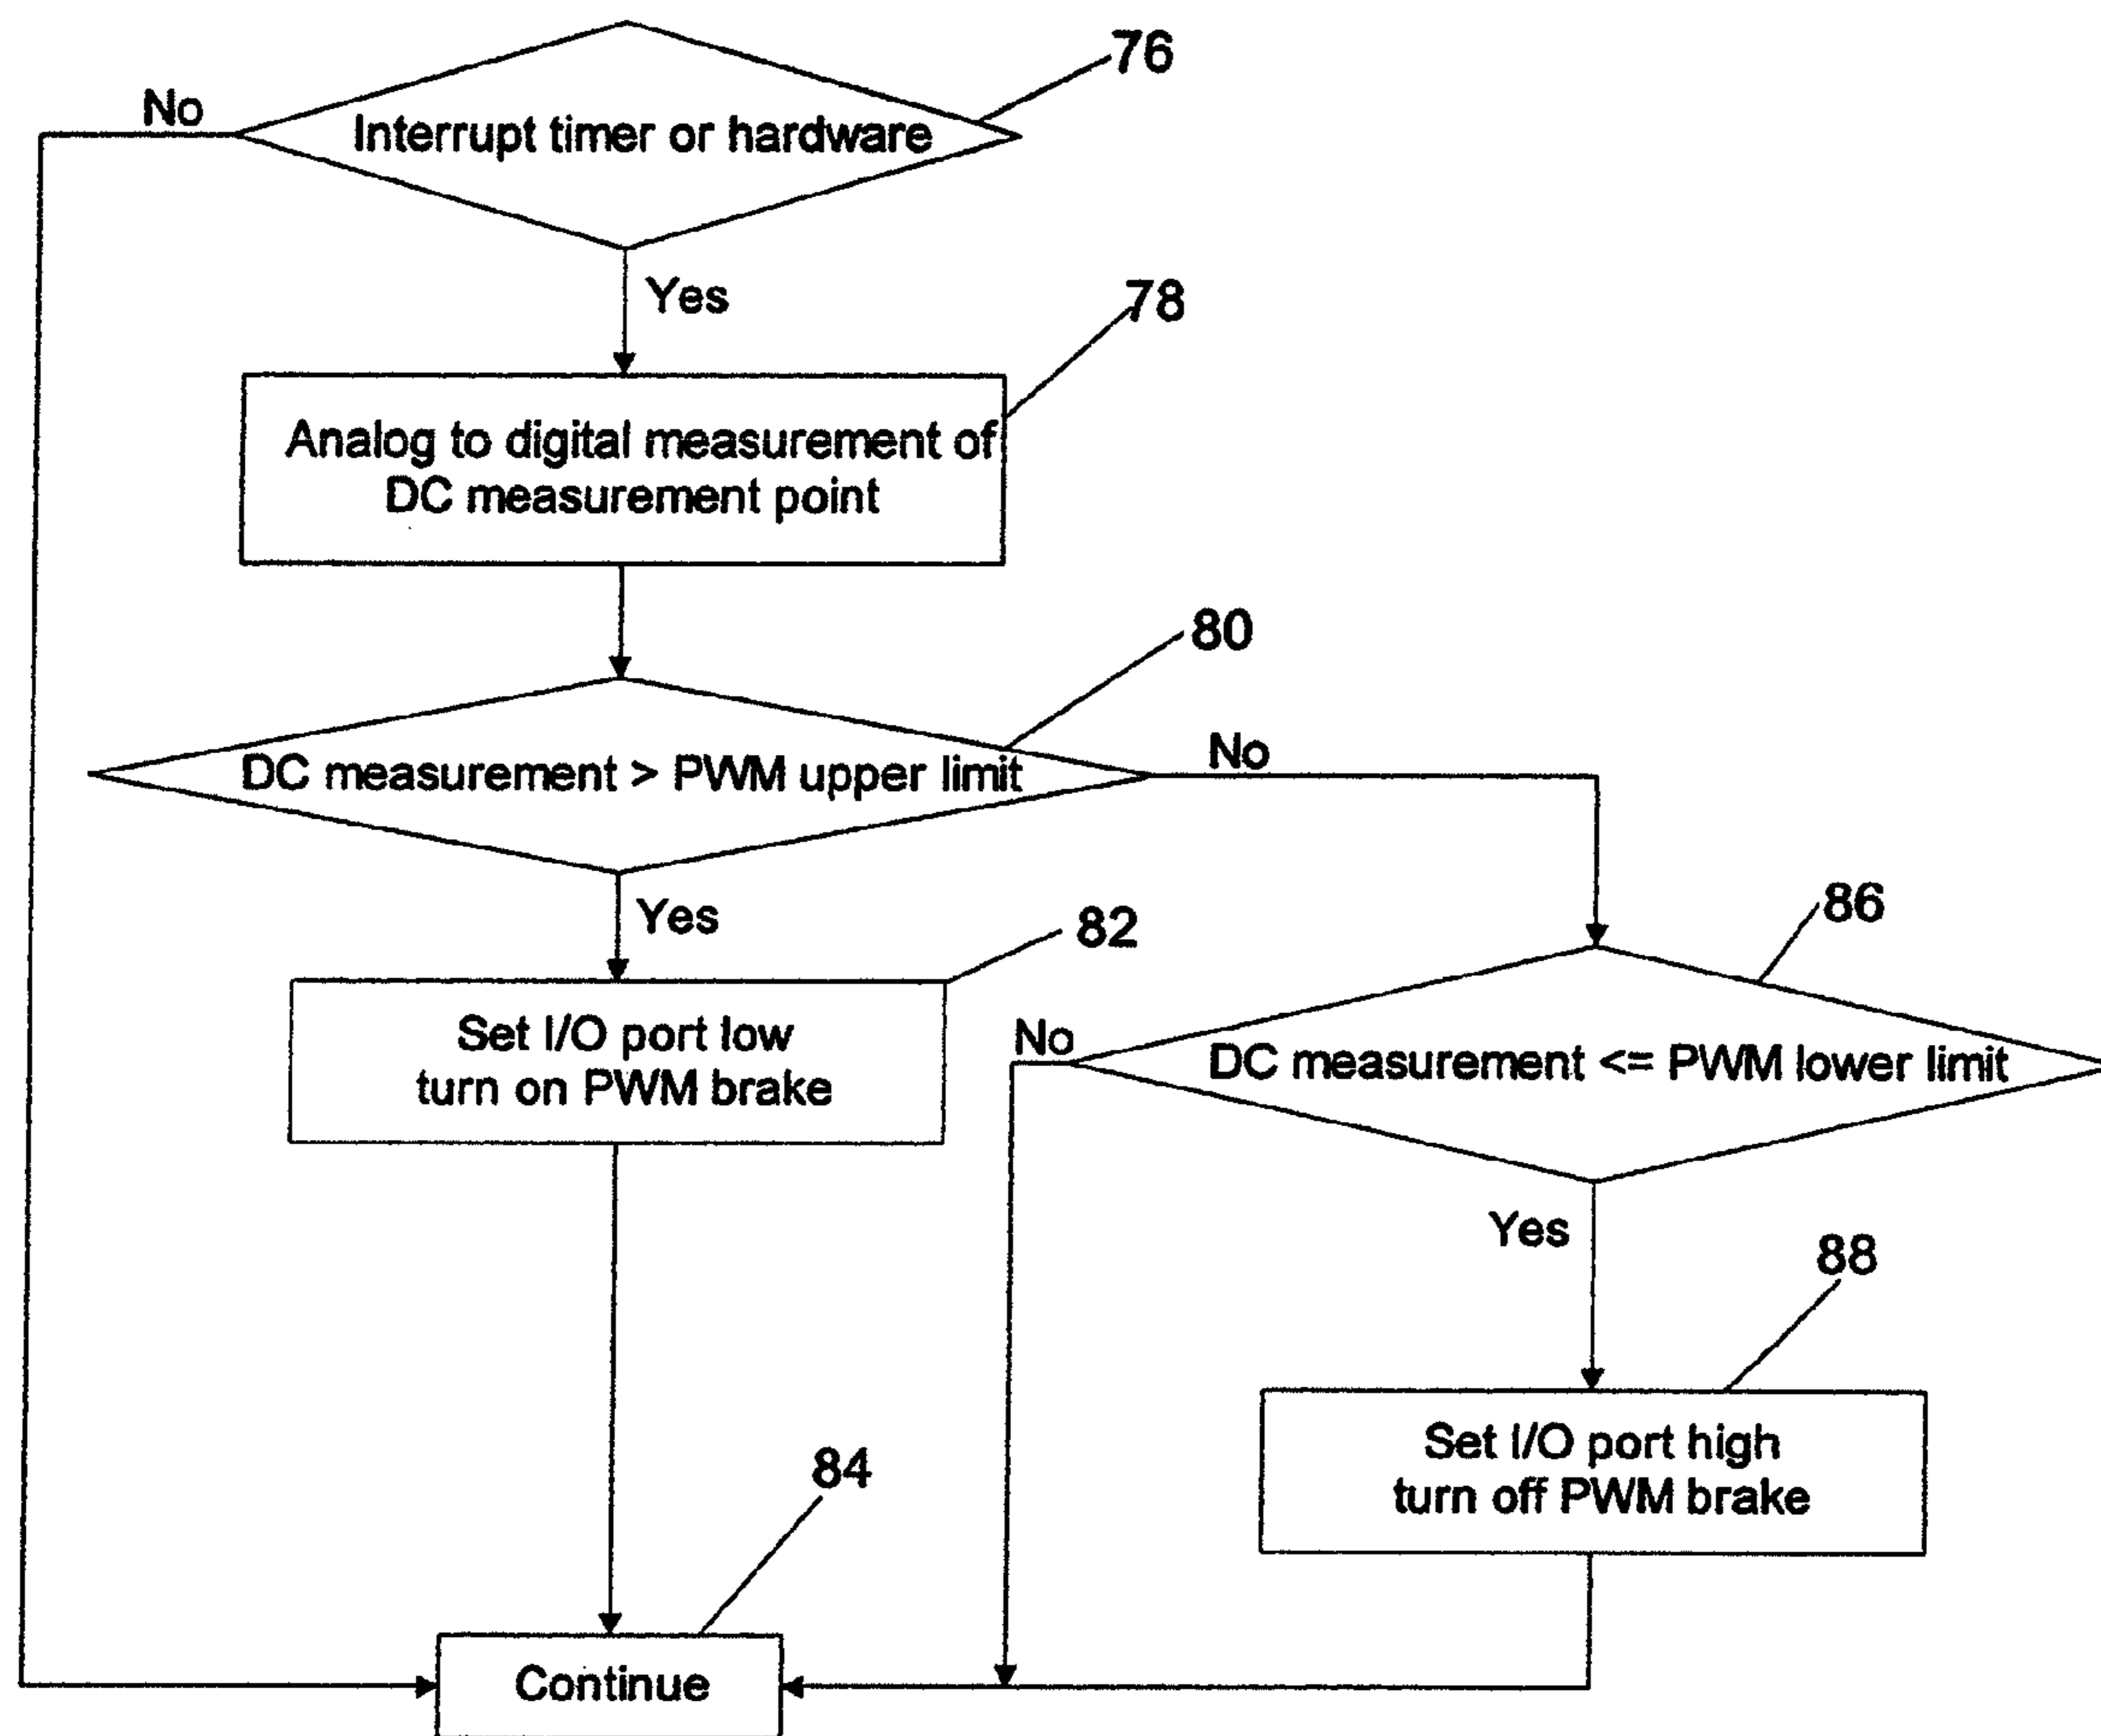 76
No
Interrupt timer or hardware
Yes
78
Analog to digital measurement of
DC measurement point
80
DC measurement > PWM upper limit
No
Yes
82
Set I/O port low
turn on PWM brake
86
No
DC measurement <= PWM lower limit
Yes
88
Set I/O port high
turn off PWM brake
84
Continue